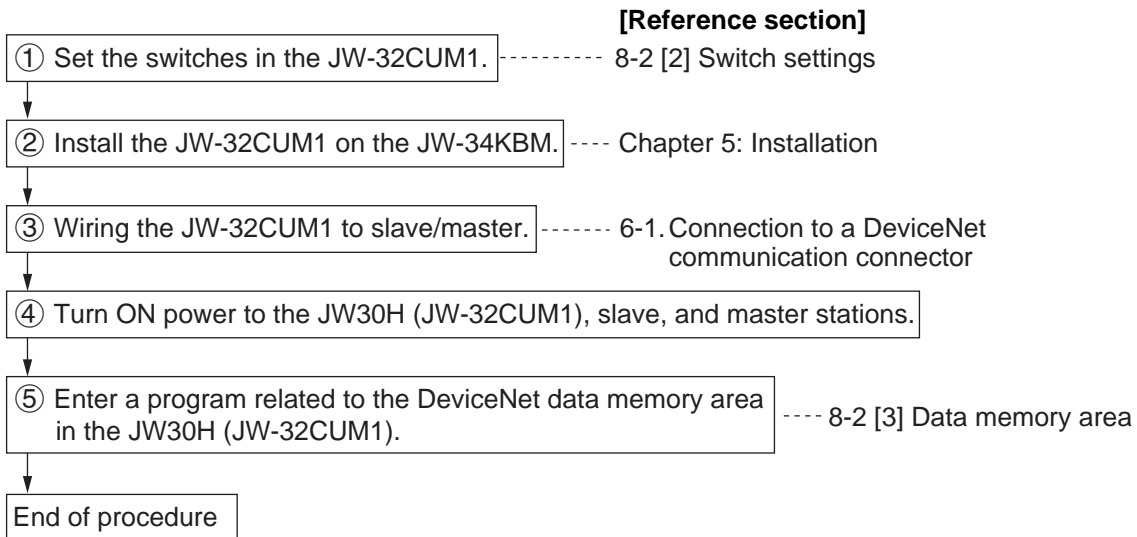 [Reference section]
① Set the switches in the JW-32CUM1. 8-2 [2] Switch settings
② Install the JW-32CUM1 on the JW-34KBM. Chapter 5: Installation
③ Wiring the JW-32CUM1 to slave/master. 6-1. Connection to a DeviceNet
communication connector
④ Turn ON power to the JW30H (JW-32CUM1), slave, and master stations.
⑤ Enter a program related to the DeviceNet data memory area
in the JW30H (JW-32CUM1).
8-2 [3] Data memory area
End of procedure